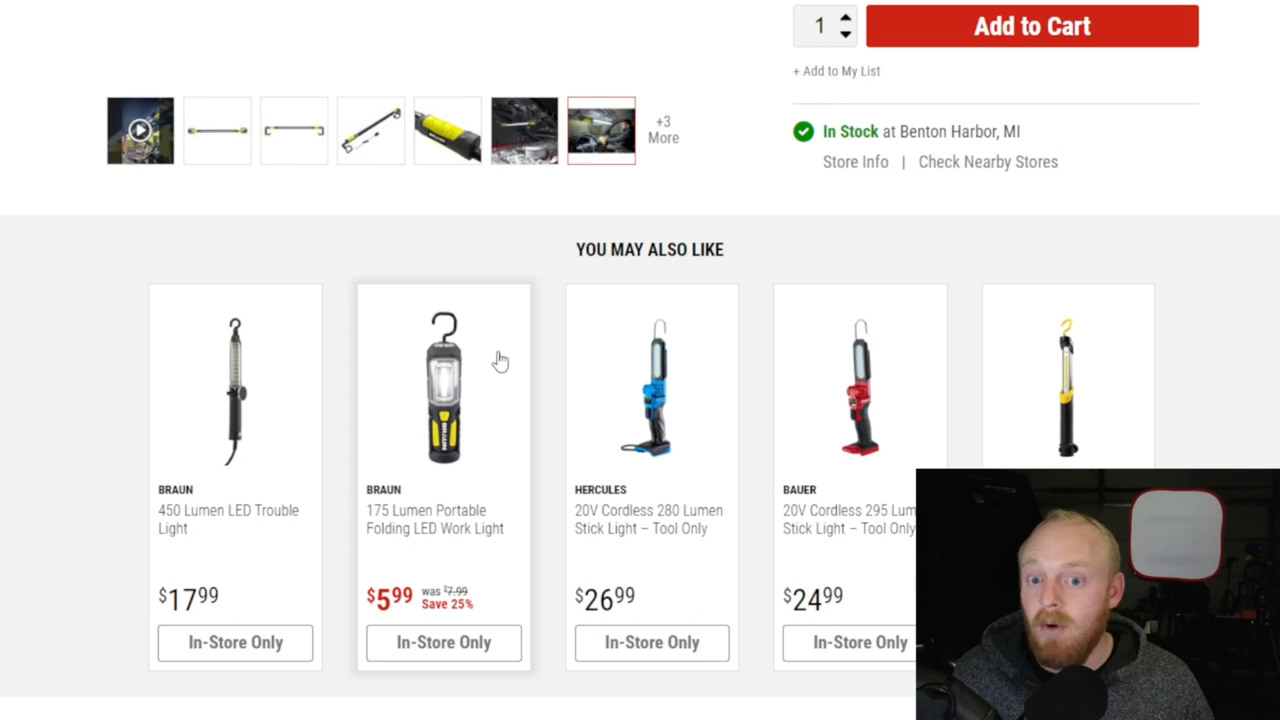 1
Add to Cart
+ Add to My List
+3
More
In Stock at Benton Harbor, MI
Store Info | Check Nearby Stores
YOU MAY ALSO LIKE
BRAUN
450 Lumen LED Trouble
Light
$17.99
In-Store Only
BRAUN
175 Lumen Portable
Folding LED Work Light
$5.99 was $7.99
Save 25%
In-Store Only
HERCULES
20V Cordless 280 Lumen
Stick Light – Tool Only
$26.99
In-Store Only
BAUER
20V Cordless 295 Lum
Stick Light – Tool Only
$24.99
In-Store Only